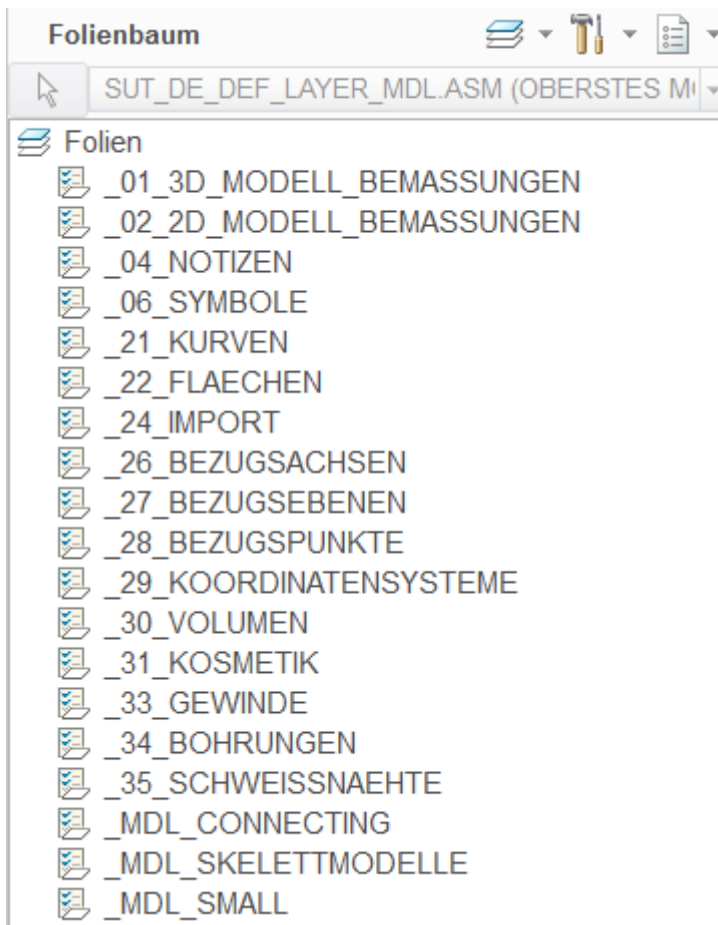 Folienbaum
SUT_DE_DEF_LAYER_MDL.ASM (OBERSTES
Folien
_01_3D_MODELL_BEMASSUNGEN
_02_2D_MODELL_BEMASSUNGEN
_04_NOTIZEN
_06_SYMBOLE
_21_KURVEN
_22_FLAECHEN
_24_IMPORT
_26_BEZUGSACHSEN
_27_BEZUGSEBENEN
_28_BEZUGSPUNKTE
_29_KOORDINATENSYSTEME
_30_VOLUMEN
_31_KOSMETIK
_33_GEWINDE
_34_BOHRUNGEN
_35_SCHWEISSNAEHTE
_MDL_CONNECTING
_MDL_SKELETTMODELLE
_MDL_SMALL